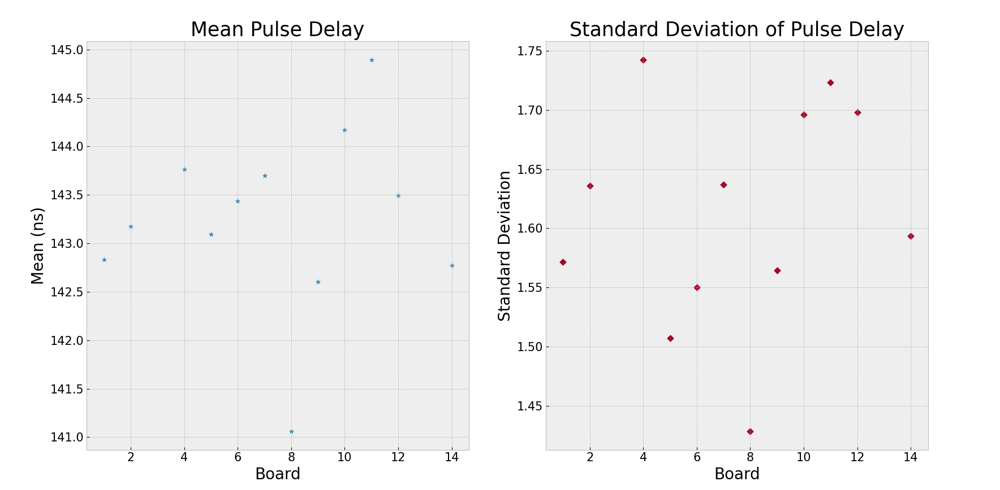 Mean Pulse Delay
145.0
144.5
144.0
143.5
143.0
142.5
142.0
141.5
141.0
Mean (ns)
2 4 6 8 10 12 14
Board
Standard Deviation of Pulse Delay
1.75
1.70
1.65
1.60
1.55
1.50
1.45
Standard Deviation
2 4 6 8 10 12 14
Board